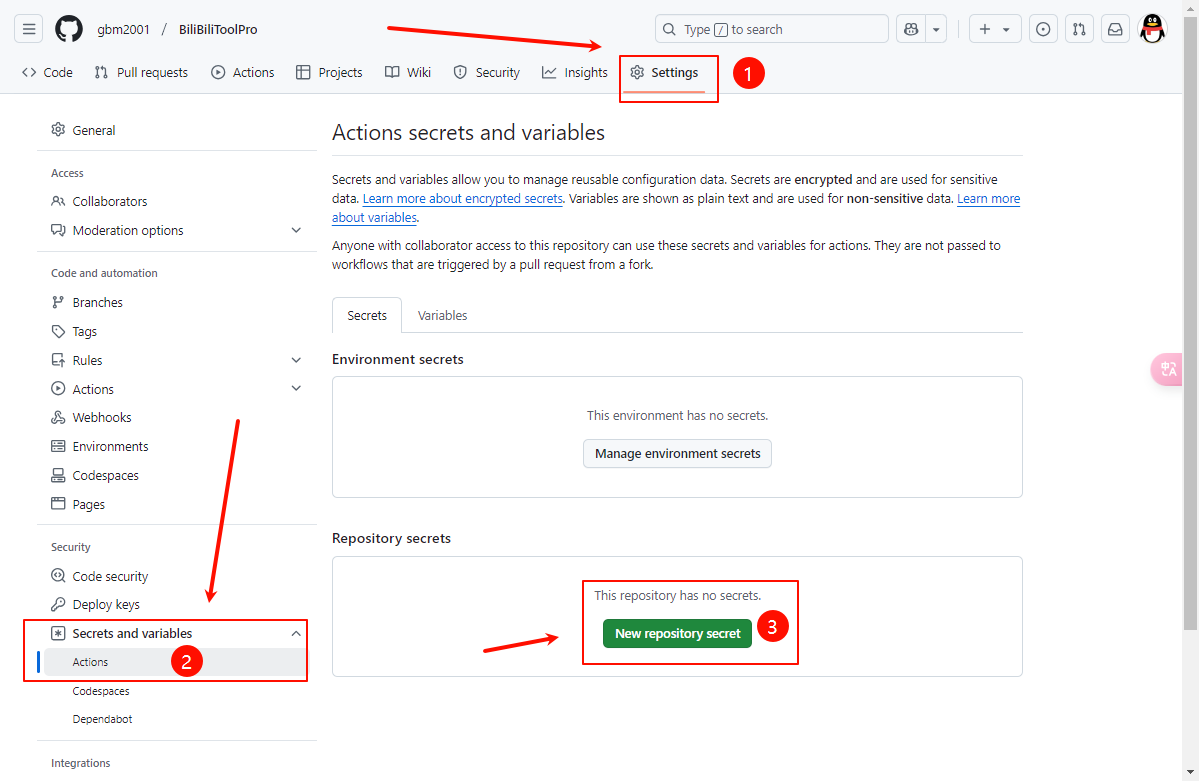 gbm2001 / BiliBiliToolPro
Type / to search
Code
Pull requests
Actions
Projects
Wiki
Security
Insights
Settings
1
General
Access
Collaborators
Moderation options
Code and automation
Branches
Tags
Rules
Actions
Webhooks
Environments
Codespaces
Pages
Security
Code security
Deploy keys
Secrets and variables
Actions
2
Codespaces
Dependabot
Integrations
Actions secrets and variables
Secrets and variables allow you to manage reusable configuration data. Secrets are encrypted and are used for sensitive
data. Learn more about encrypted secrets. Variables are shown as plain text and are used for non-sensitive data. Learn more
about variables.
Anyone with collaborator access to this repository can use these secrets and variables for actions. They are not passed to
workflows that are triggered by a pull request from a fork.
Secrets
Variables
Environment secrets
This environment has no secrets.
Manage environment secrets
Repository secrets
This repository has no secrets.
New repository secret
3
中A